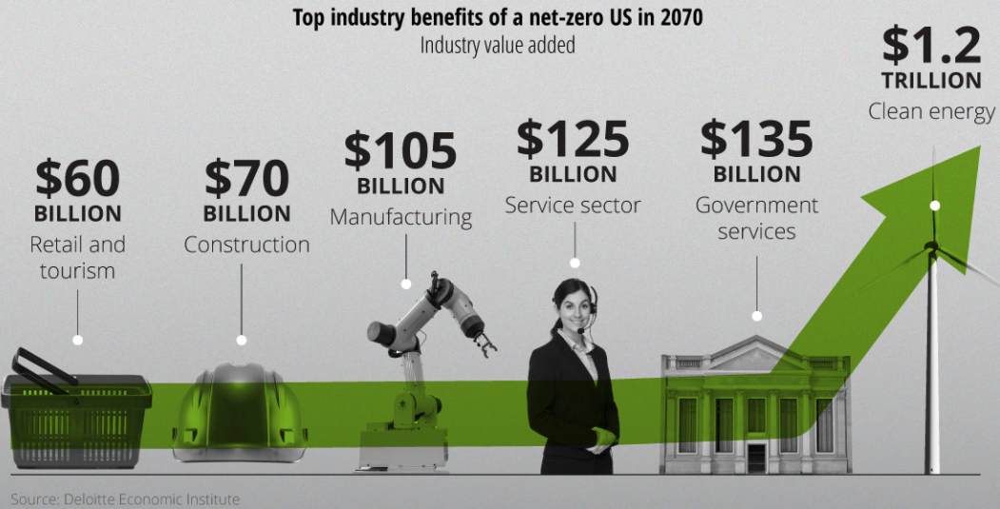 Top industry benefits of a net-zero US in 2070
Industry value added
$60
BILLION
Retail and
tourism
$70
BILLION
Construction
$105
BILLION
Manufacturing
$125
BILLION
Service sector
$135
BILLION
Government
services
$1.2
TRILLION
Clean energy
Source: Deloitte Economic Institute